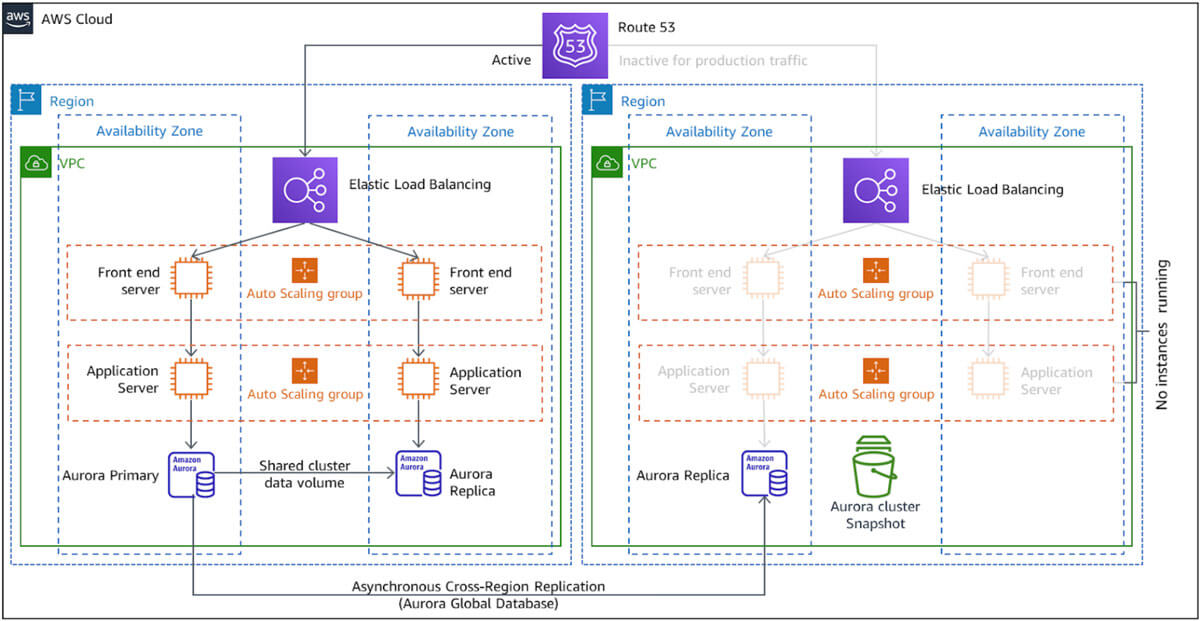 aws
AWS Cloud
53
Route 53
Active
Inactive for production traffic
Region
Availability Zone
Availability Zone
VPC
Elastic Load Balancing
Front end
server
Auto Scaling group
Front end
server
Application
Server
Auto Scaling group
Application
Server
Aurora Primary
Amazon
Aurora
Shared cluster
data volume
Amazon
Aurora
Aurora
Replica
Region
Availability Zone
Availability Zone
VPC
Elastic Load Balancing
Front end
server
Auto Scaling group
Front end
server
Application
Server
Auto Scaling group
Application
Server
Aurora Replica
Amazon
Aurora
Aurora cluster
Snapshot
No instances running
Asynchronous Cross-Region Replication
(Aurora Global Database)